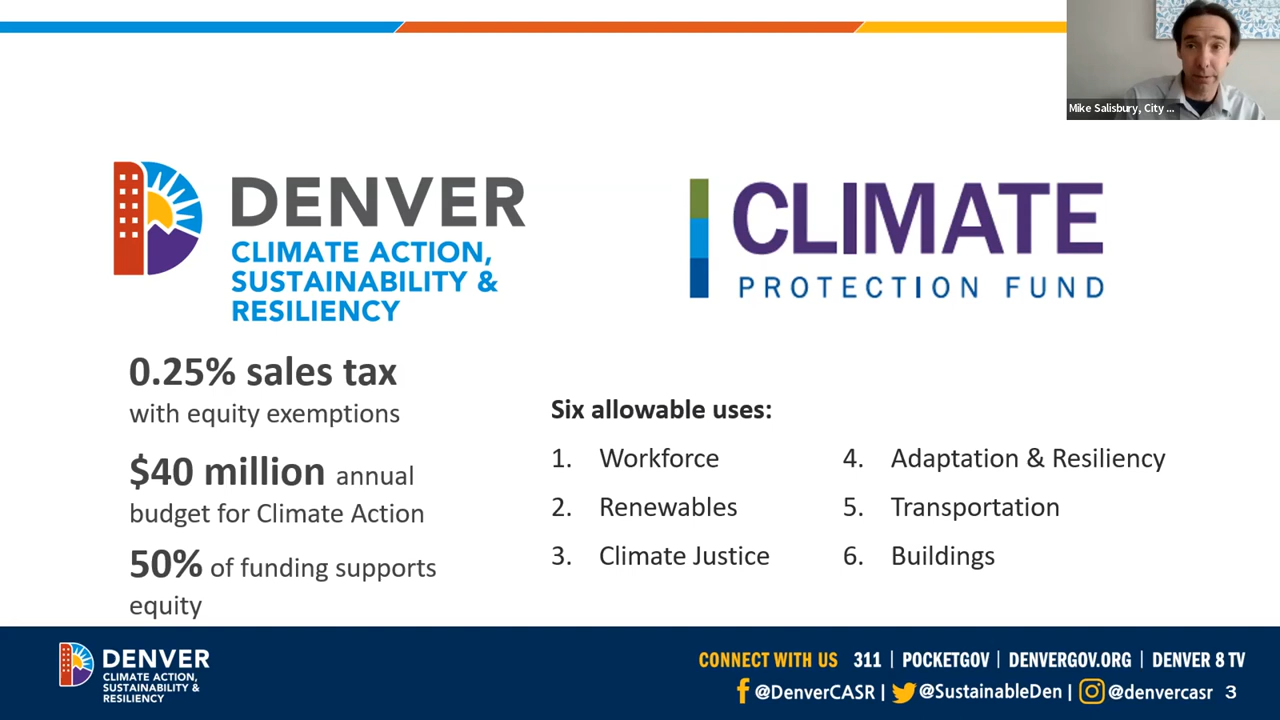 Mike Salisbury, City ...
DENVER
CLIMATE ACTION,
SUSTAINABILITY &
RESILIENCY
CLIMATE
PROTECTION FUND
0.25% sales tax
with equity exemptions
$40 million annual
budget for Climate Action
50% of funding supports
equity
Six allowable uses:
1. Workforce
2. Renewables
3. Climate Justice
4. Adaptation & Resiliency
5. Transportation
6. Buildings
DENVER
CLIMATE ACTION,
SUSTAINABILITY &
RESILIENCY
CONNECT WITH US 311 | POCKETGOV | DENVERGOV.ORG | DENVER 8 TV
@DenverCASR | @SustainableDen | @denvercasr 3